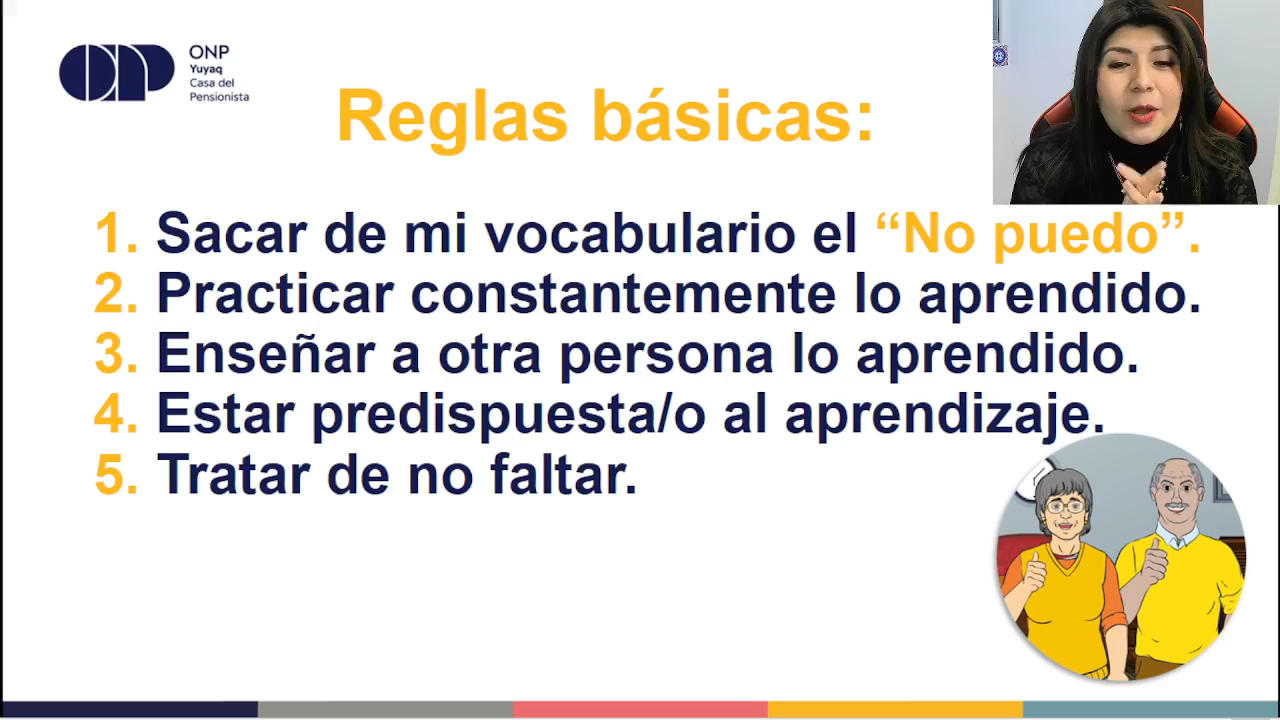 ONP
Yuyaq
Casa del
Pensionista
Reglas básicas:
1. Sacar de mi vocabulario el “No puedo”.
2. Practicar constantemente lo aprendido.
3. Enseñar a otra persona lo aprendido.
4. Estar predispuesta/o al aprendizaje.
5. Tratar de no faltar.